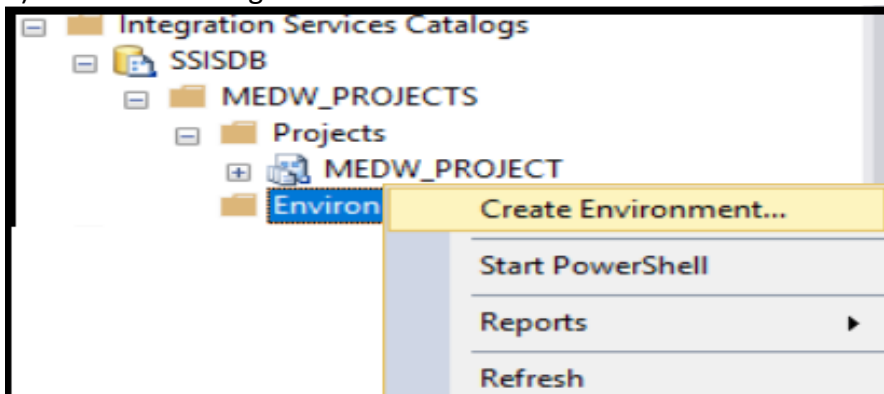 Integration Services Catalogs
SSISDB
MEDW_PROJECTS
Projects
MEDW_PROJECT
Environ
Create Environment...
Start PowerShell
Reports
Refresh